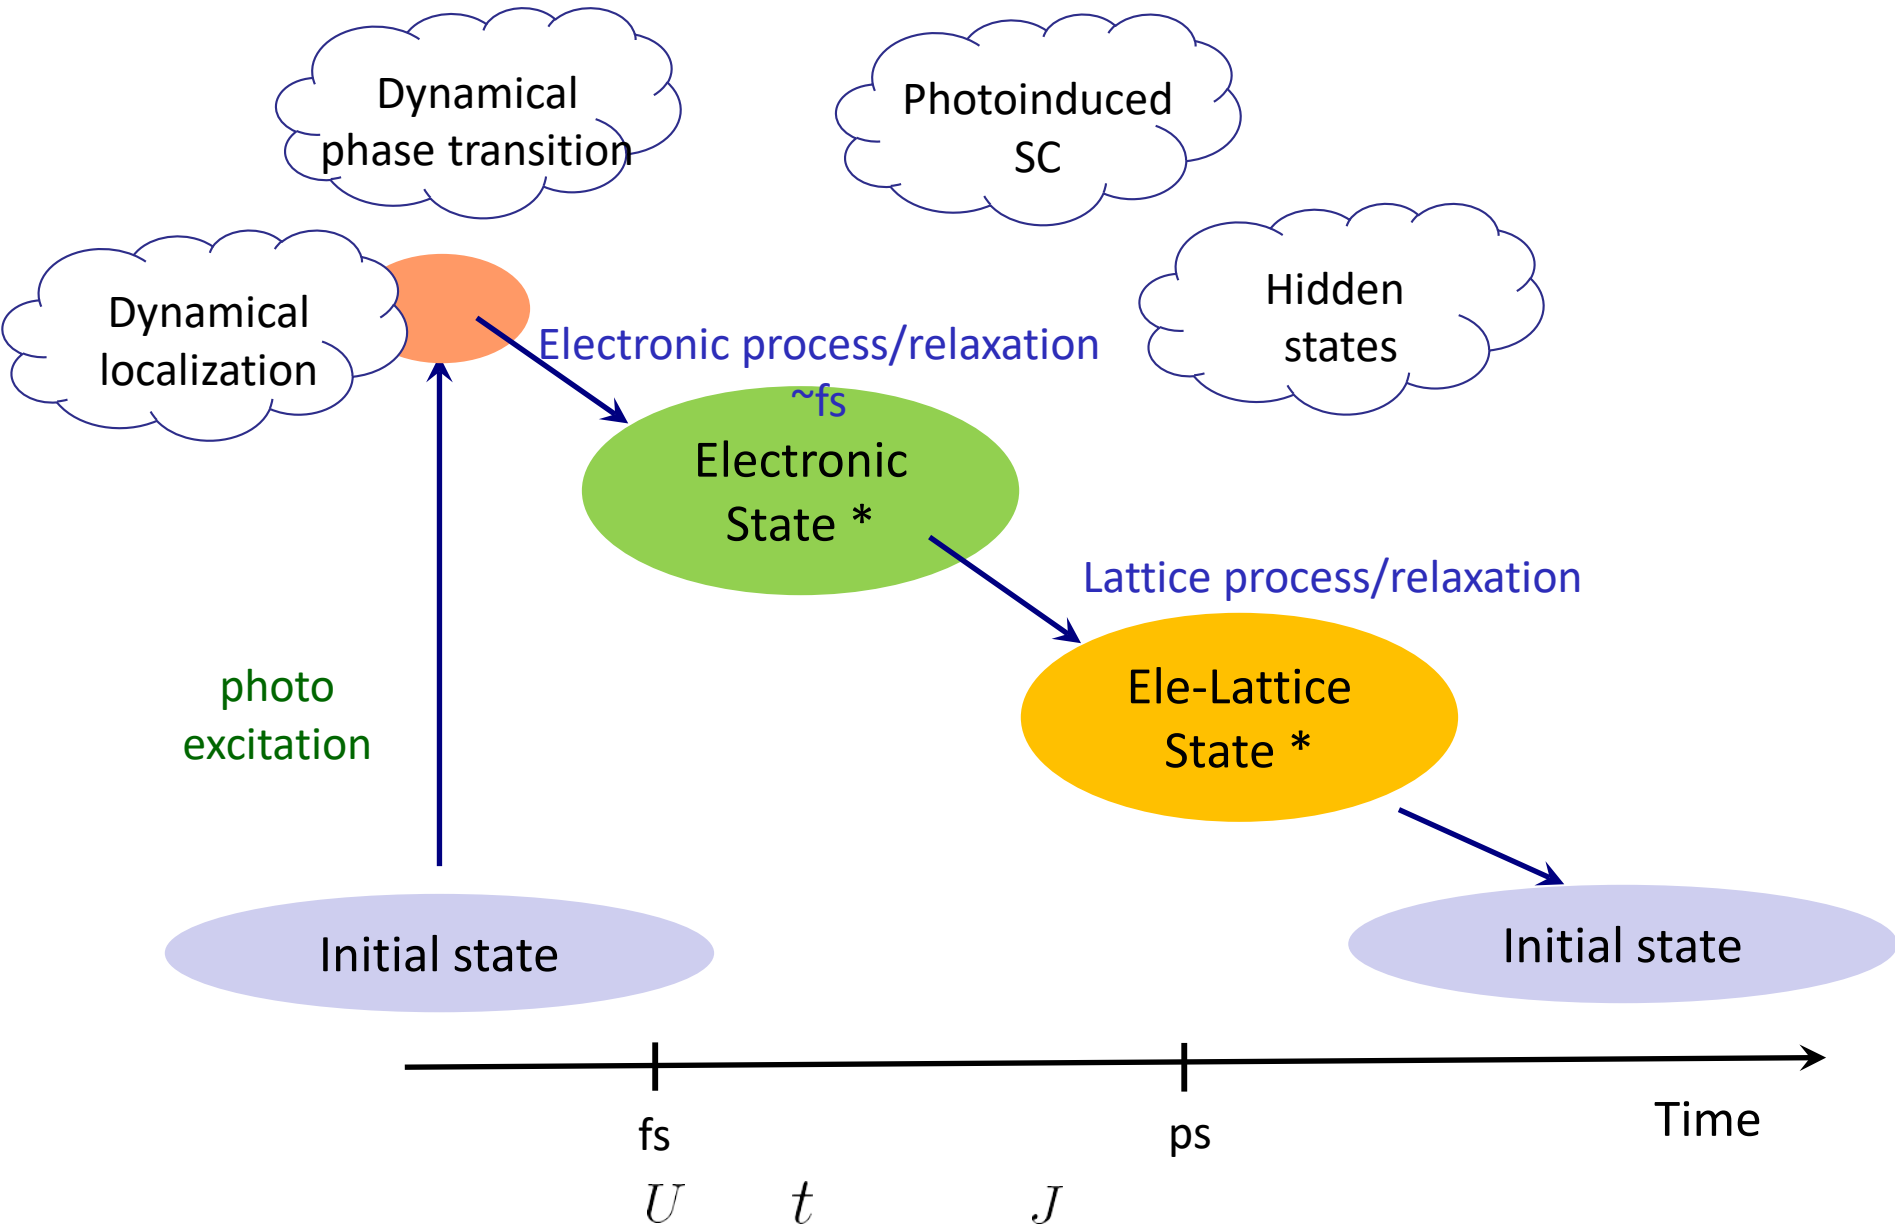 Dynamical
phase transition
Photoinduced
SC
Dynamical
localization
Hidden
states
Electronic process/relaxation
~fs
Electronic
State *
Lattice process/relaxation
Ele-Lattice
State *
photo
excitation
Initial state
Initial state
fs
ps
Time
U t J